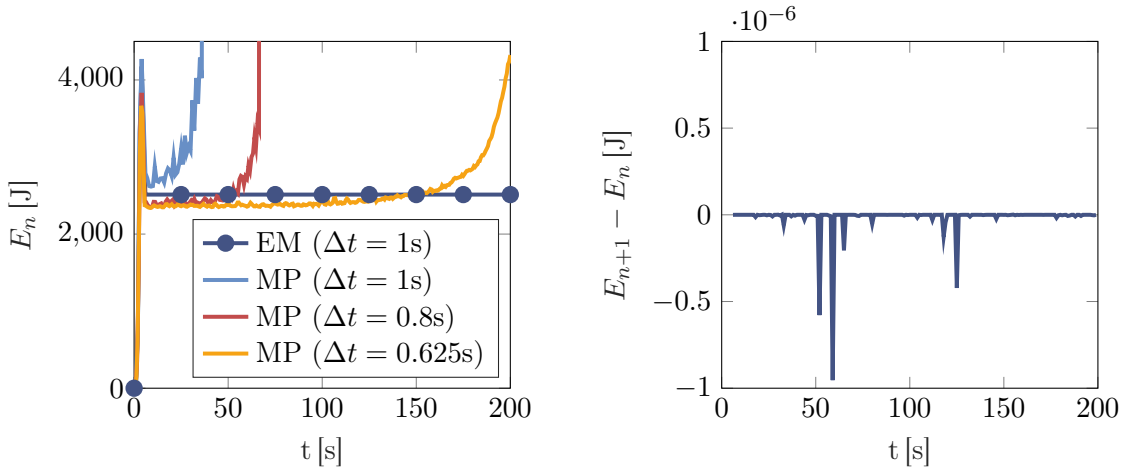 4,000
2,000
0
E_n [J]
0 50 100 150 200
t [s]
EM (Δt = 1s)
MP (Δt = 1s)
MP (Δt = 0.8s)
MP (Δt = 0.625s)
·10⁻⁶
1
0.5
0
−0.5
−1
E_{n+1} − E_n [J]
0 50 100 150 200
t [s]